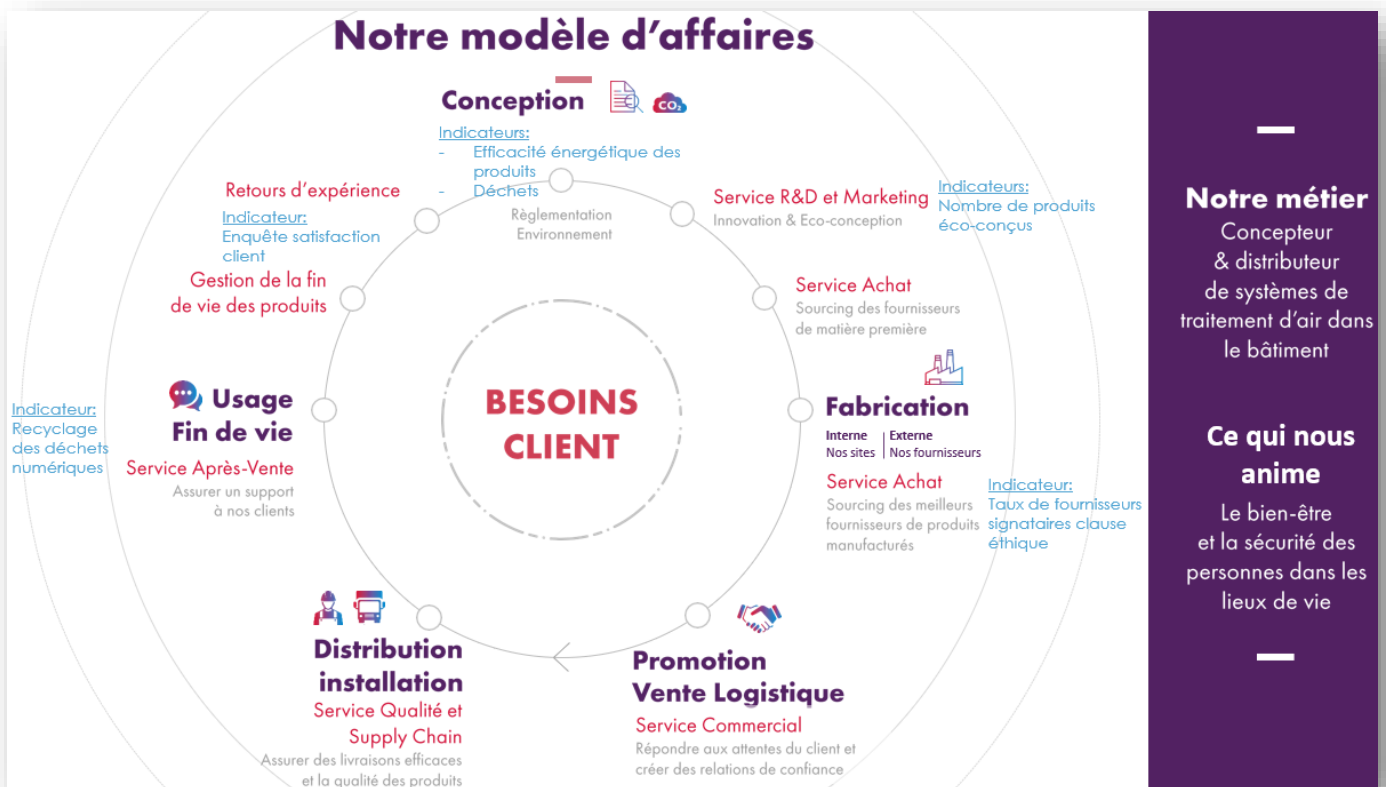 Notre modèle d’affaires
Conception
CO₂
Indicateurs:
- Efficacité énergétique des
produits
- Déchets
Règlementation
Environnement
Service R&D et Marketing
Innovation & Eco-conception
Indicateurs:
Nombre de produits
éco-conçus
Service Achat
Sourcing des fournisseurs
de matière première
Fabrication
Interne | Externe
Nos sites | Nos fournisseurs
Service Achat
Sourcing des meilleurs
fournisseurs de produits
manufacturés
Indicateur:
Taux de fournisseurs
signataires clause
éthique
Promotion
Vente Logistique
Service Commercial
Répondre aux attentes du client et
créer des relations de confiance
Distribution
installation
Service Qualité et
Supply Chain
Assurer des livraisons efficaces
et la qualité des produits
Usage
Fin de vie
Service Après-Vente
Assurer un support
à nos clients
Indicateur:
Recyclage
des déchets
numériques
Gestion de la fin
de vie des produits
Retours d’expérience
Indicateur:
Enquête satisfaction
client
BESOINS
CLIENT
Notre métier
Concepteur
& distributeur
de systèmes de
traitement d’air dans
le bâtiment
Ce qui nous
anime
Le bien-être
et la sécurité des
personnes dans les
lieux de vie